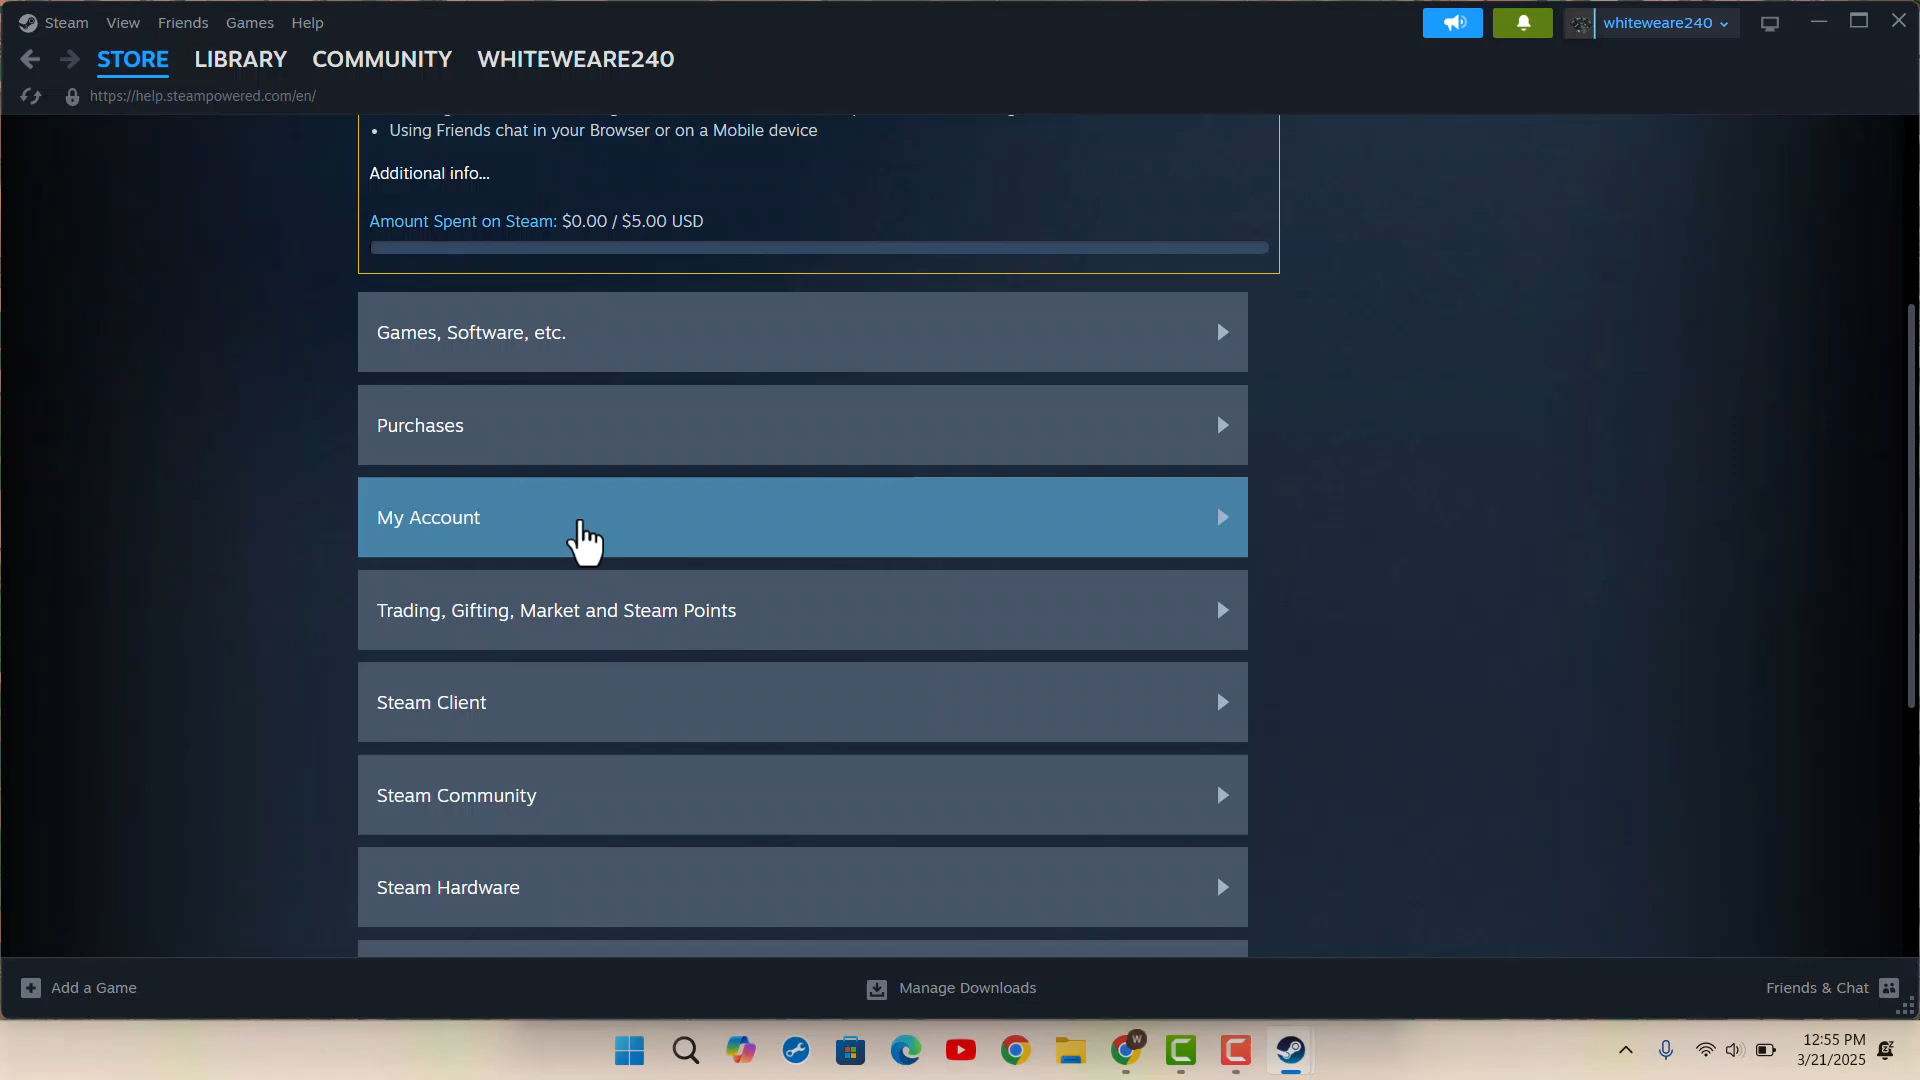 Steam View Friends Games Help
whiteweare240
STORE LIBRARY COMMUNITY WHITEWEARE240
https://help.steampowered.com/en/
• Using Friends chat in your Browser or on a Mobile device
Additional info...
Amount Spent on Steam: $0.00 / $5.00 USD
Games, Software, etc.
Purchases
My Account
Trading, Gifting, Market and Steam Points
Steam Client
Steam Community
Steam Hardware
Add a Game
Manage Downloads
Friends & Chat
W
12:55 PM
3/21/2025